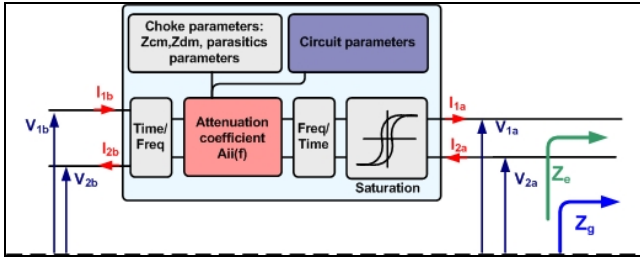 Choke parameters:
Zcm,Zdm, parasitics
parameters
Circuit parameters
I1b
V1b
I2b
V2b
Time/
Freq
Attenuation
coefficient
Aii(f)
Freq/
Time
Saturation
I1a
V1a
I2a
V2a
Ze
Zg